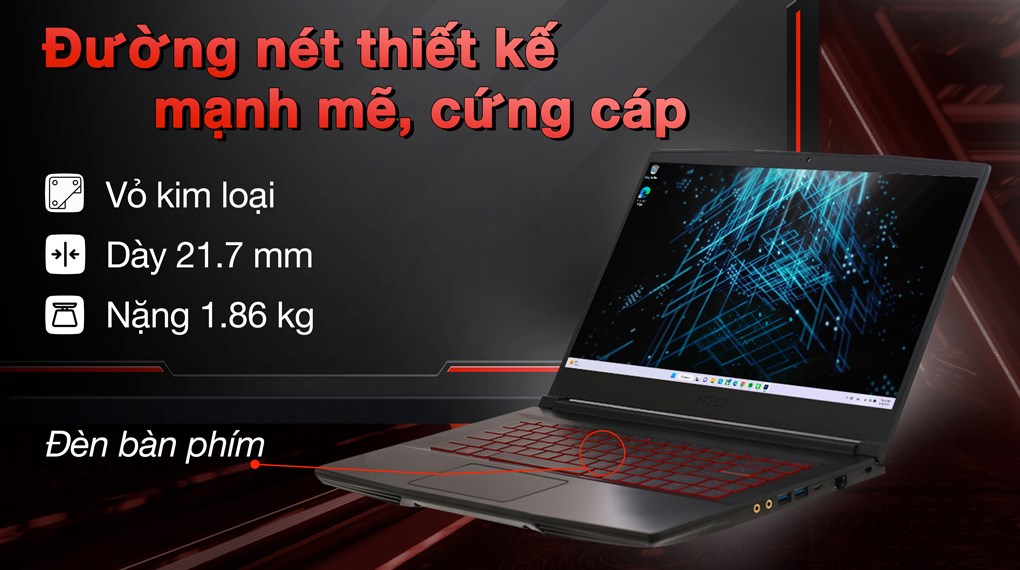 Đường nét thiết kế
mạnh mẽ, cứng cáp
Vỏ kim loại
Dày 21.7 mm
Nặng 1.86 kg
Đèn bàn phím
msi